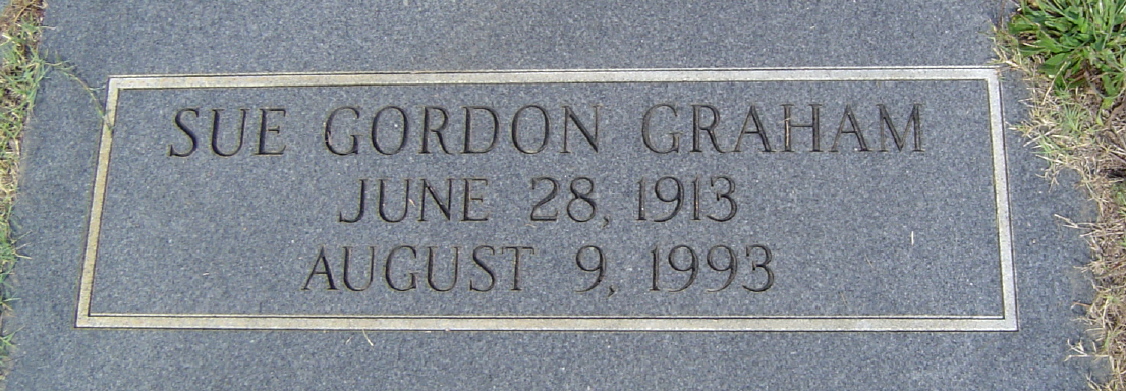 SUE GORDON GRAHAM
JUNE 28, 1913
AUGUST 9, 1993